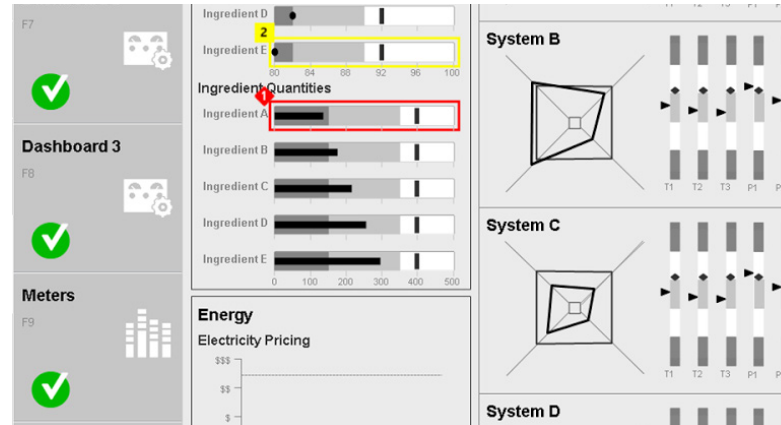 F7
Dashboard 3
F8
Meters
F9
Ingredient D
2
Ingredient E
80 84 88 92 96 100
Ingredient Quantities
1
Ingredient A
Ingredient B
Ingredient C
Ingredient D
Ingredient E
0 100 200 300 400 500
Energy
Electricity Pricing
$$$
$$
$
System B
T1 T2 T3 P1 P
System C
T1 T2 T3 P1 P
System D